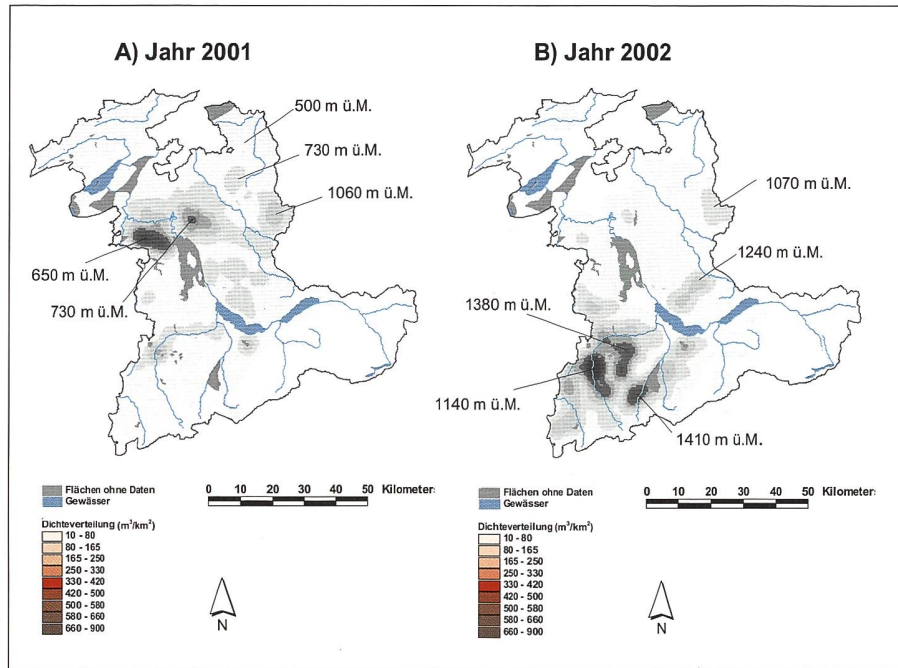 A) Jahr 2001
500 m ü.M.
730 m ü.M.
1060 m ü.M.
650 m ü.M.
730 m ü.M.
Flächen ohne Daten
Gewässer
0 10 20 30 40 50 Kilometer
Dichteverteilung (m³/km²)
10 - 80
80 - 165
165 - 250
250 - 330
330 - 420
420 - 500
500 - 580
580 - 660
660 - 900
N
B) Jahr 2002
1070 m ü.M.
1240 m ü.M.
1380 m ü.M.
1140 m ü.M.
1410 m ü.M.
Flächen ohne Daten
Gewässer
0 10 20 30 40 50 Kilometer
Dichteverteilung (m³/km²)
10 - 80
80 - 165
165 - 250
250 - 330
330 - 420
420 - 500
500 - 580
580 - 660
660 - 900
N